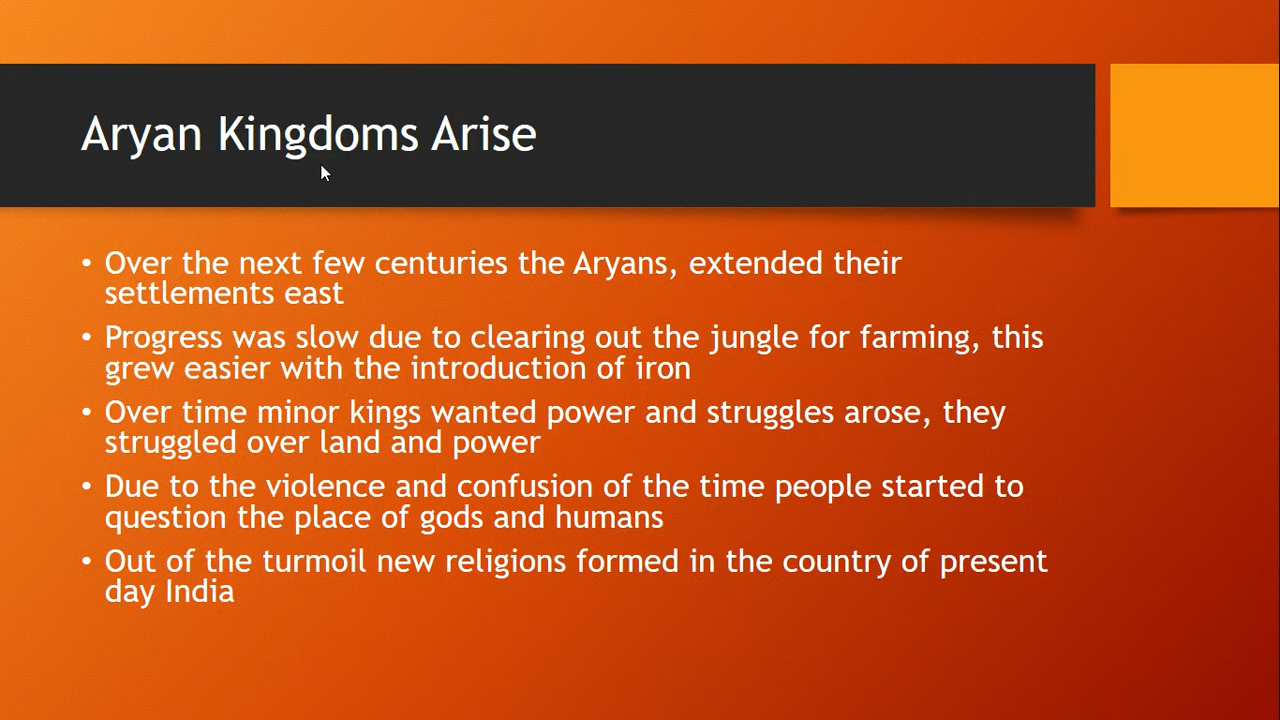 Aryan Kingdoms Arise
• Over the next few centuries the Aryans, extended their
settlements east
• Progress was slow due to clearing out the jungle for farming, this
grew easier with the introduction of iron
• Over time minor kings wanted power and struggles arose, they
struggled over land and power
• Due to the violence and confusion of the time people started to
question the place of gods and humans
• Out of the turmoil new religions formed in the country of present
day India